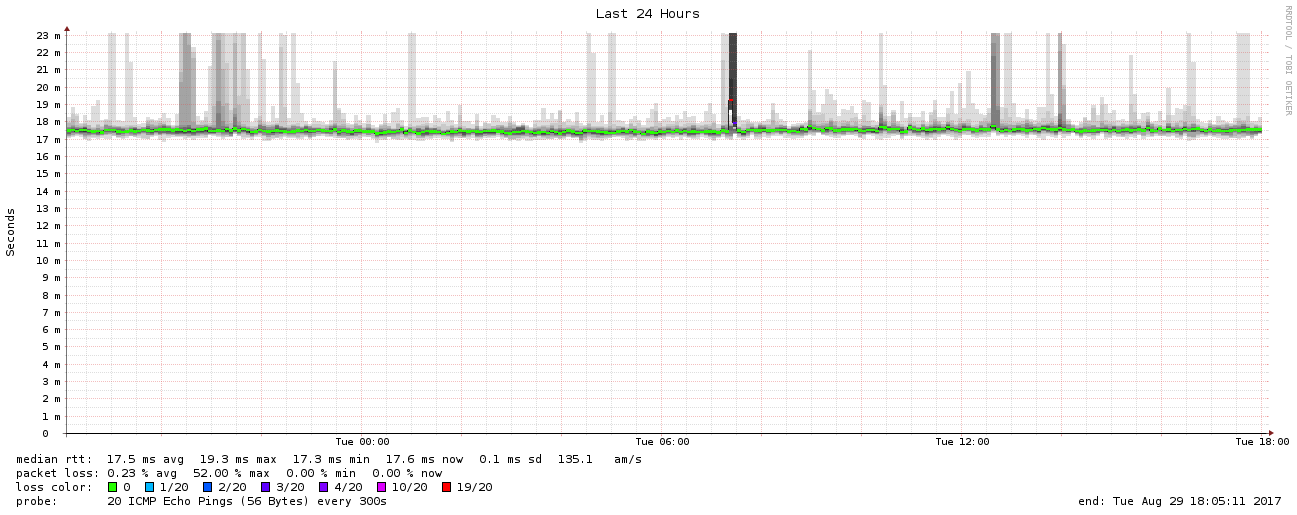 Last 24 Hours
RRDTOOL / TOBI OETIKER
Seconds
23 m
22 m
21 m
20 m
19 m
18 m
17 m
16 m
15 m
14 m
13 m
12 m
11 m
10 m
9 m
8 m
7 m
6 m
5 m
4 m
3 m
2 m
1 m
0
Tue 00:00 Tue 06:00 Tue 12:00 Tue 18:00
median rtt: 17.5 ms avg 19.3 ms max 17.3 ms min 17.6 ms now 0.1 ms sd 135.1 am/s
packet loss: 0.23 % avg 52.00 % max 0.00 % min 0.00 % now
loss color: 0 1/20 2/20 3/20 4/20 10/20 19/20
probe: 20 ICMP Echo Pings (56 Bytes) every 300s end: Tue Aug 29 18:05:11 2017